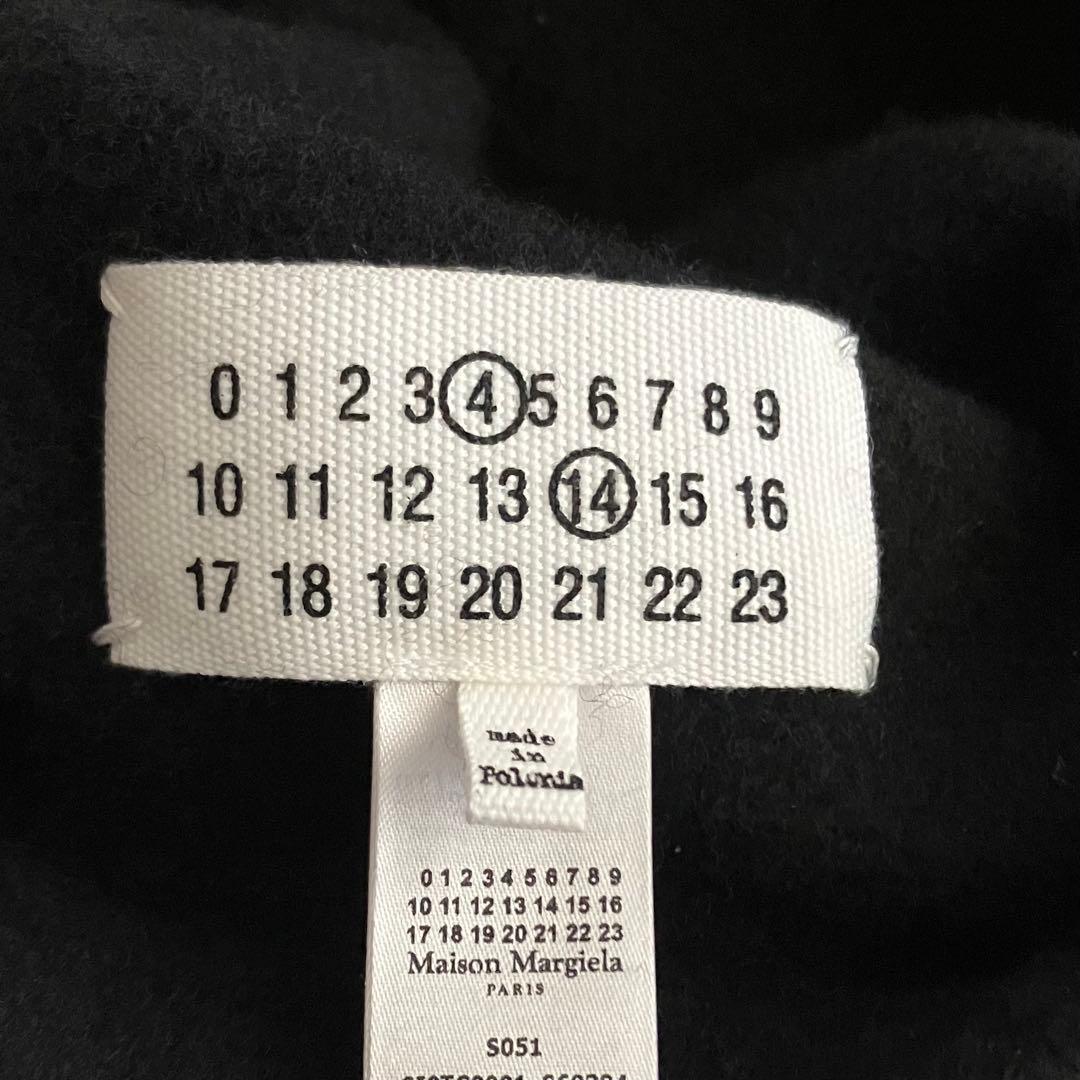 0 1 2 3 4 5 6 7 8 9
10 11 12 13 14 15 16
17 18 19 20 21 22 23
made
in
Polonia
0 1 2 3 4 5 6 7 8 9
10 11 12 13 14 15 16
17 18 19 20 21 22 23
Maison Margiela
PARIS
S051